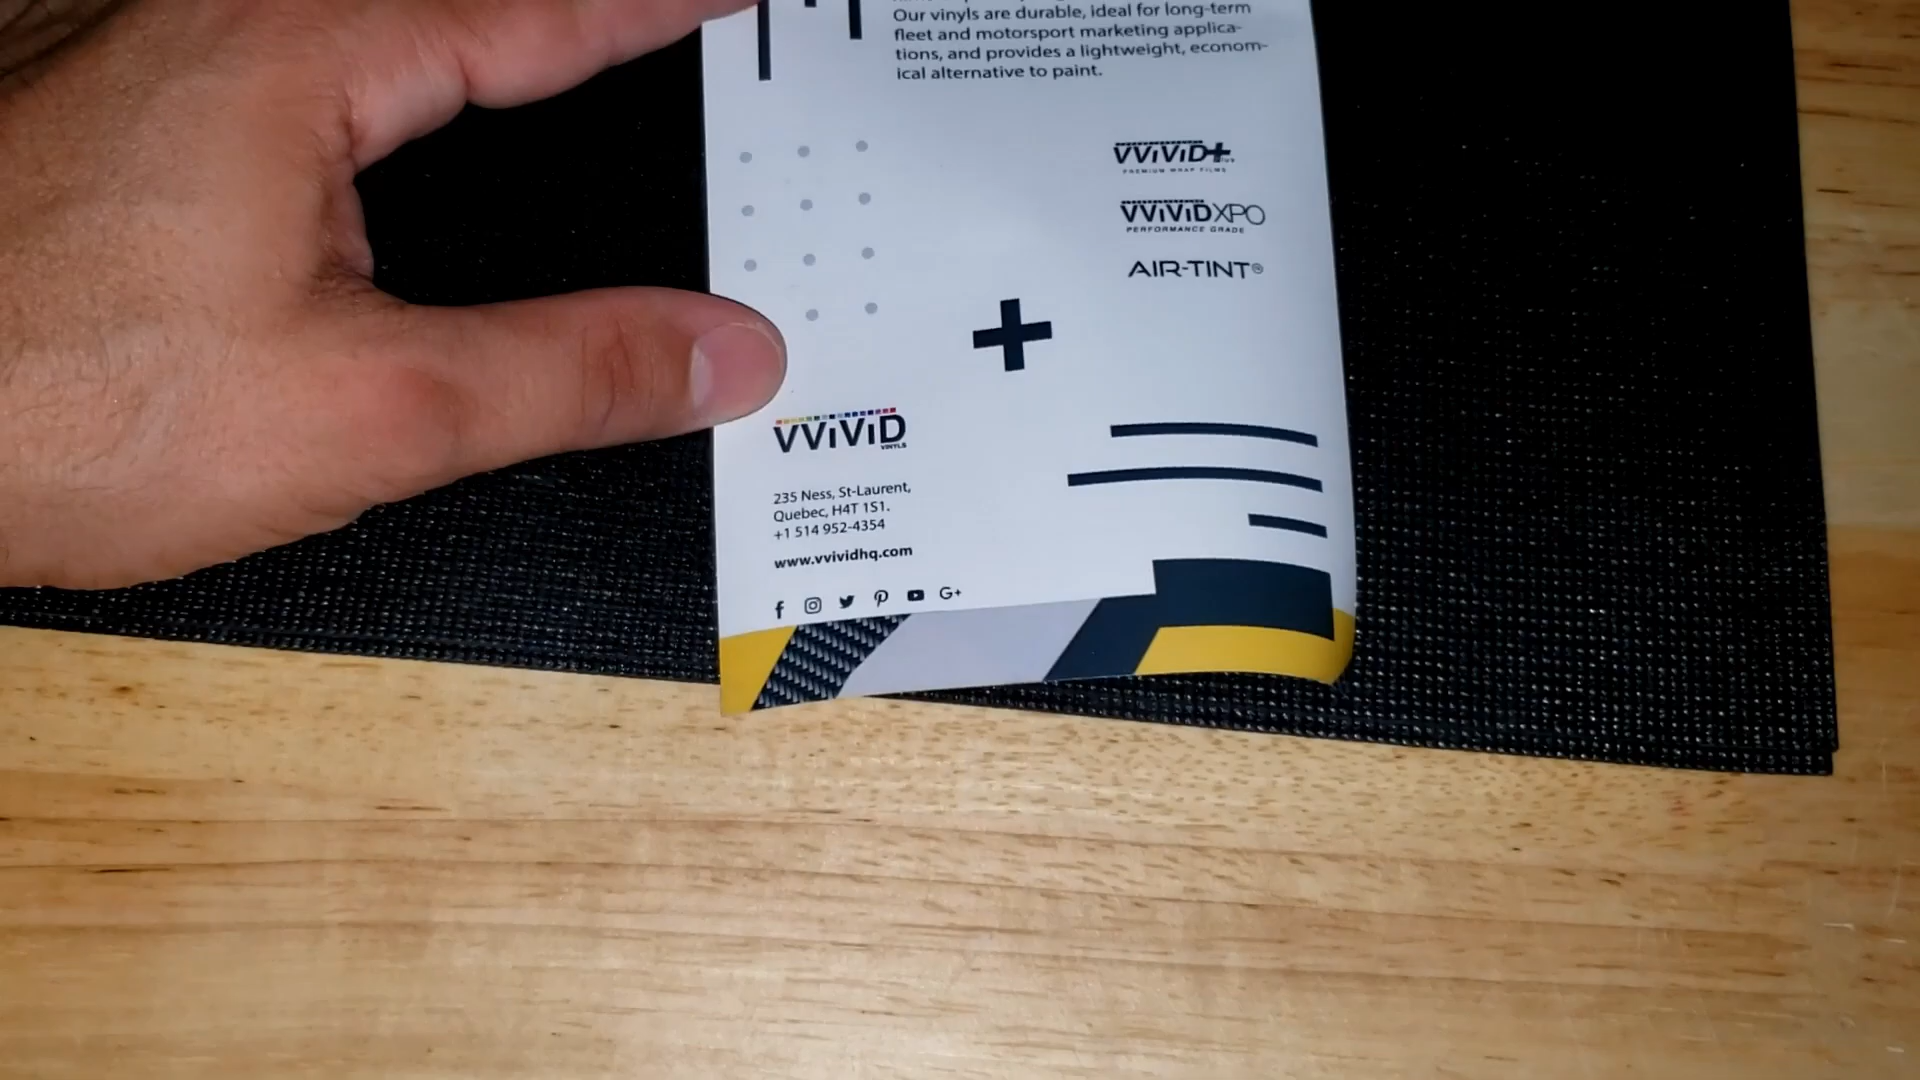 Our vinyls are durable, ideal for long-term
fleet and motorsport marketing applica-
tions, and provides a lightweight, econom-
ical alternative to paint.
VViViD+
PREMIUM WRAP FILMS
VViViDXPO
PERFORMANCE GRADE
AIR-TINT®
VViViD
VINYLS
235 Ness, St-Laurent,
Quebec, H4T 1S1.
+1 514 952-4354
www.vvividhq.com
G+